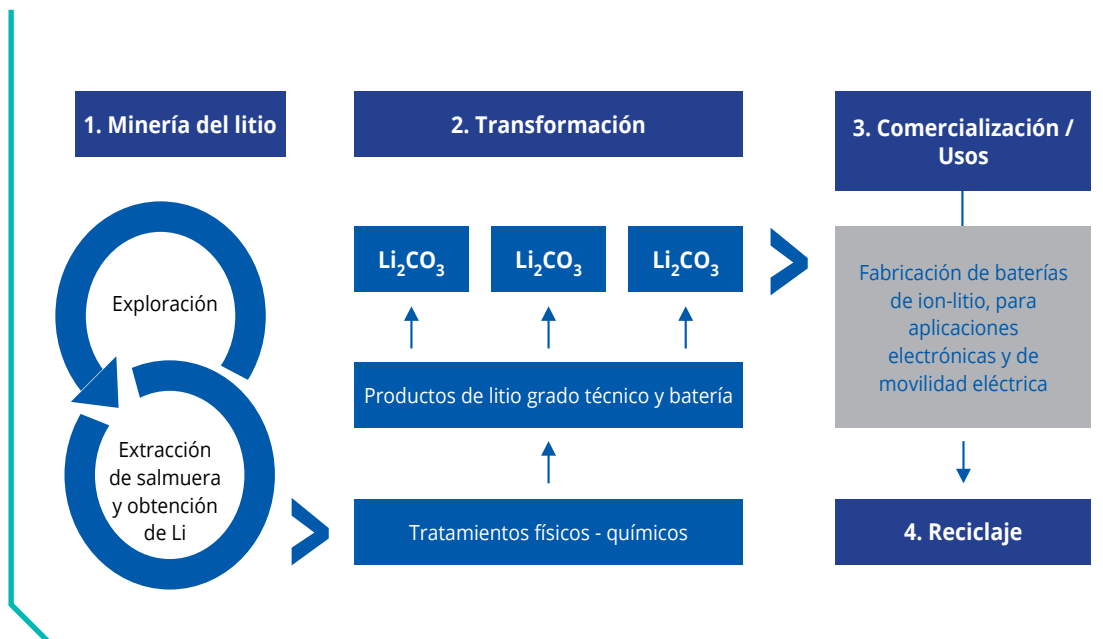 1. Minería del litio
Exploración
Extracción
de salmuera
y obtención
de Li
2. Transformación
Li₂CO₃
Li₂CO₃
Li₂CO₃
Productos de litio grado técnico y batería
Tratamientos físicos - químicos
3. Comercialización /
Usos
Fabricación de baterías
de ion-litio, para
aplicaciones
electrónicas y de
movilidad eléctrica
4. Reciclaje